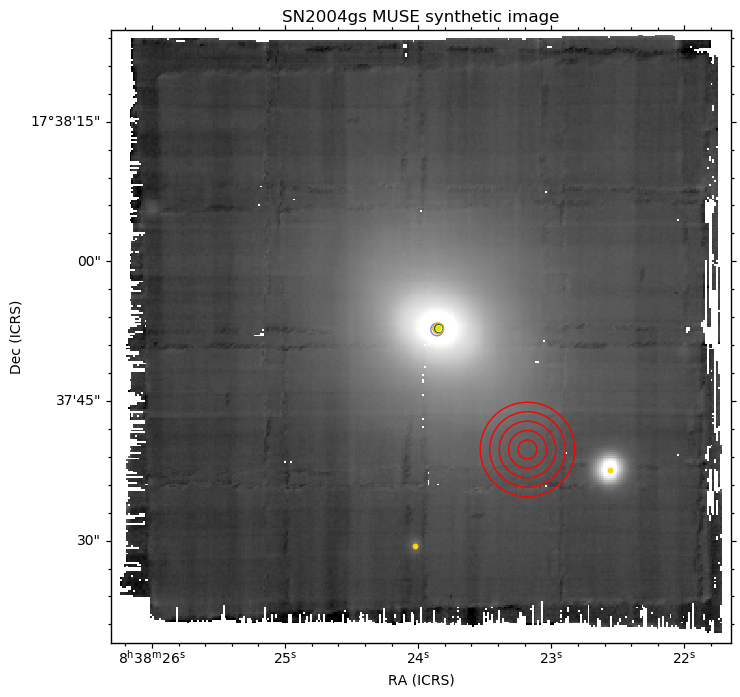 SN2004gs MUSE synthetic image
17°38'15"
00"
37'45"
30"
Dec (ICRS)
8ʰ38ᵐ26ˢ
25ˢ
24ˢ
23ˢ
22ˢ
RA (ICRS)